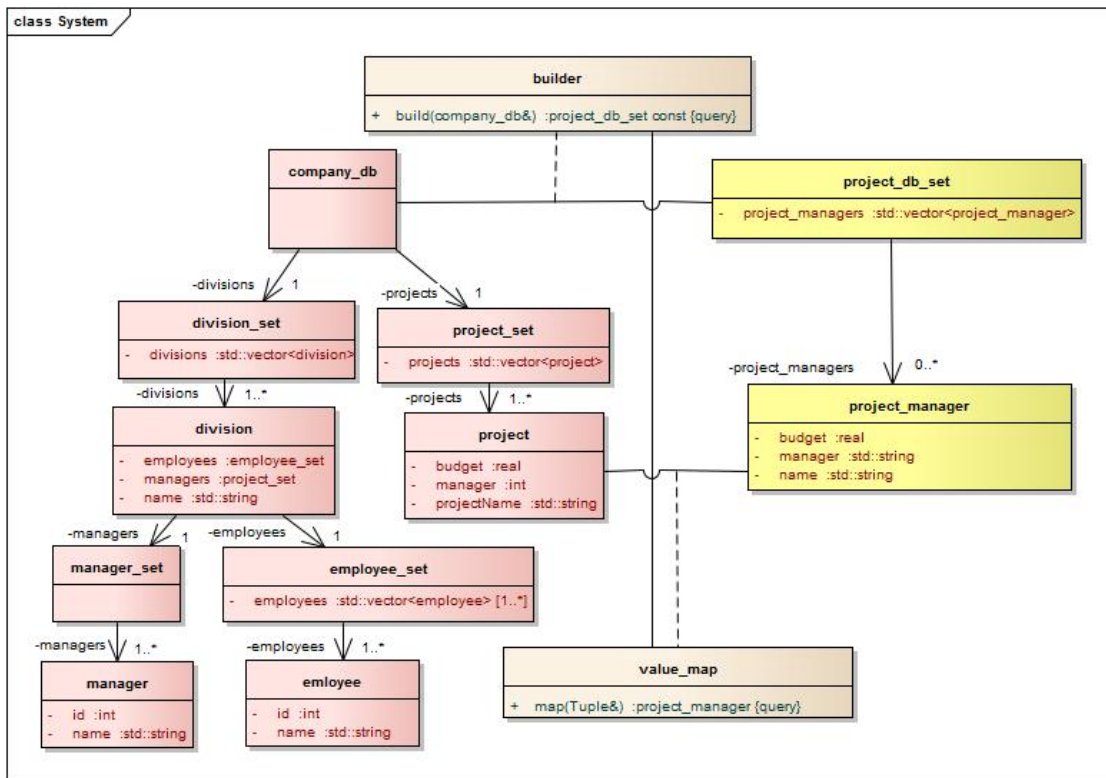 class System
builder
+ build(company_db&) :project_db_set const {query}
company_db
project_db_set
- project_managers :std::vector<project_manager>
-divisions 1
-projects 1
division_set
- divisions :std::vector<division>
project_set
- projects :std::vector<project>
-project_managers 0..*
-divisions 1..*
-projects 1..*
division
- employees :employee_set
- managers :project_set
- name :std::string
project
- budget :real
- manager :int
- projectName :std::string
project_manager
- budget :real
- manager :std::string
- name :std::string
-managers 1
-employees 1
manager_set
employee_set
- employees :std::vector<employee> [1..*]
-managers 1..*
-employees 1..*
manager
- id :int
- name :std::string
emloyee
- id :int
- name :std::string
value_map
+ map(Tuple&) :project_manager {query}